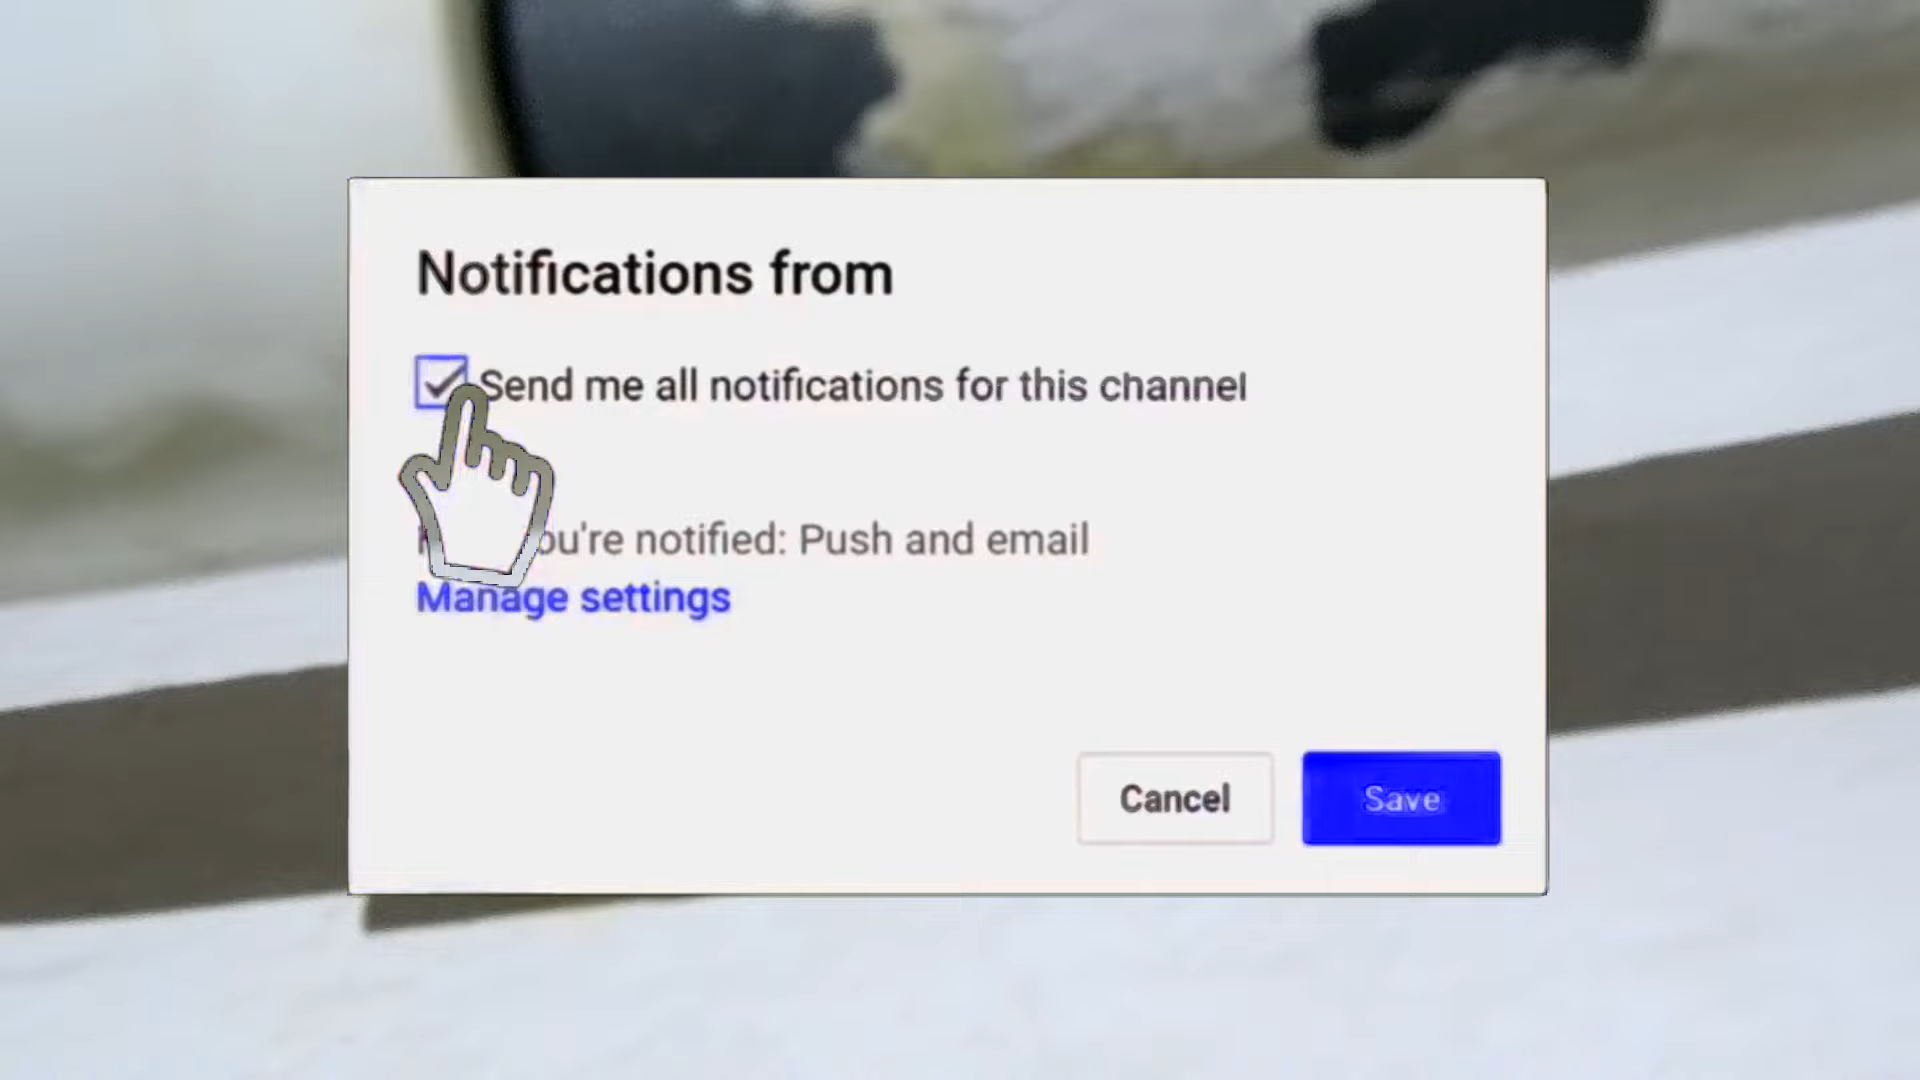 Notifications from
Send me all notifications for this channel
ou're notified: Push and email
Manage settings
Cancel
Save